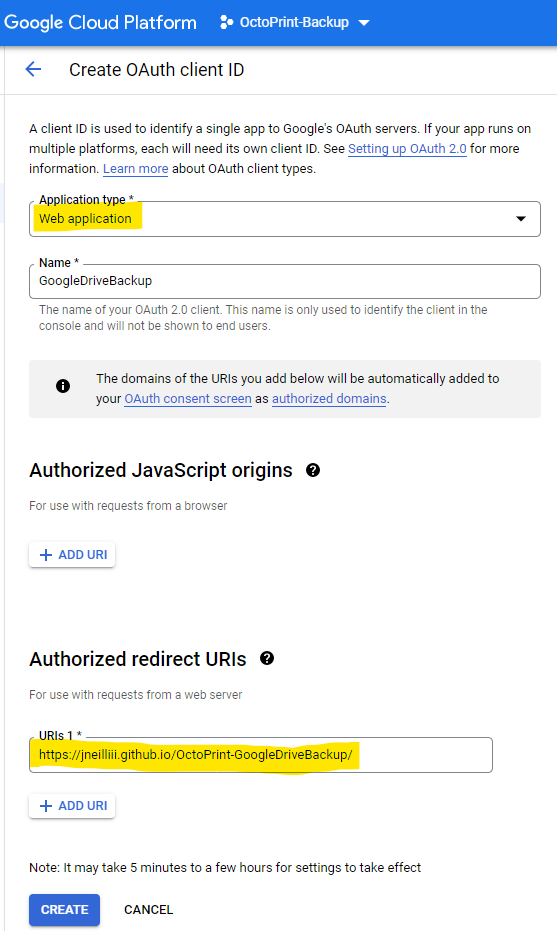 Google Cloud Platform OctoPrint-Backup
Create OAuth client ID
A client ID is used to identify a single app to Google's OAuth servers. If your app runs on
multiple platforms, each will need its own client ID. See Setting up OAuth 2.0 for more
information. Learn more about OAuth client types.
Application type *
Web application
Name *
GoogleDriveBackup
The name of your OAuth 2.0 client. This name is only used to identify the client in the
console and will not be shown to end users.
The domains of the URIs you add below will be automatically added to
your OAuth consent screen as authorized domains.
Authorized JavaScript origins
For use with requests from a browser
ADD URI
Authorized redirect URIs
For use with requests from a web server
URIs 1 *
https://jneilliii.github.io/OctoPrint-GoogleDriveBackup/
ADD URI
Note: It may take 5 minutes to a few hours for settings to take effect
CREATE CANCEL